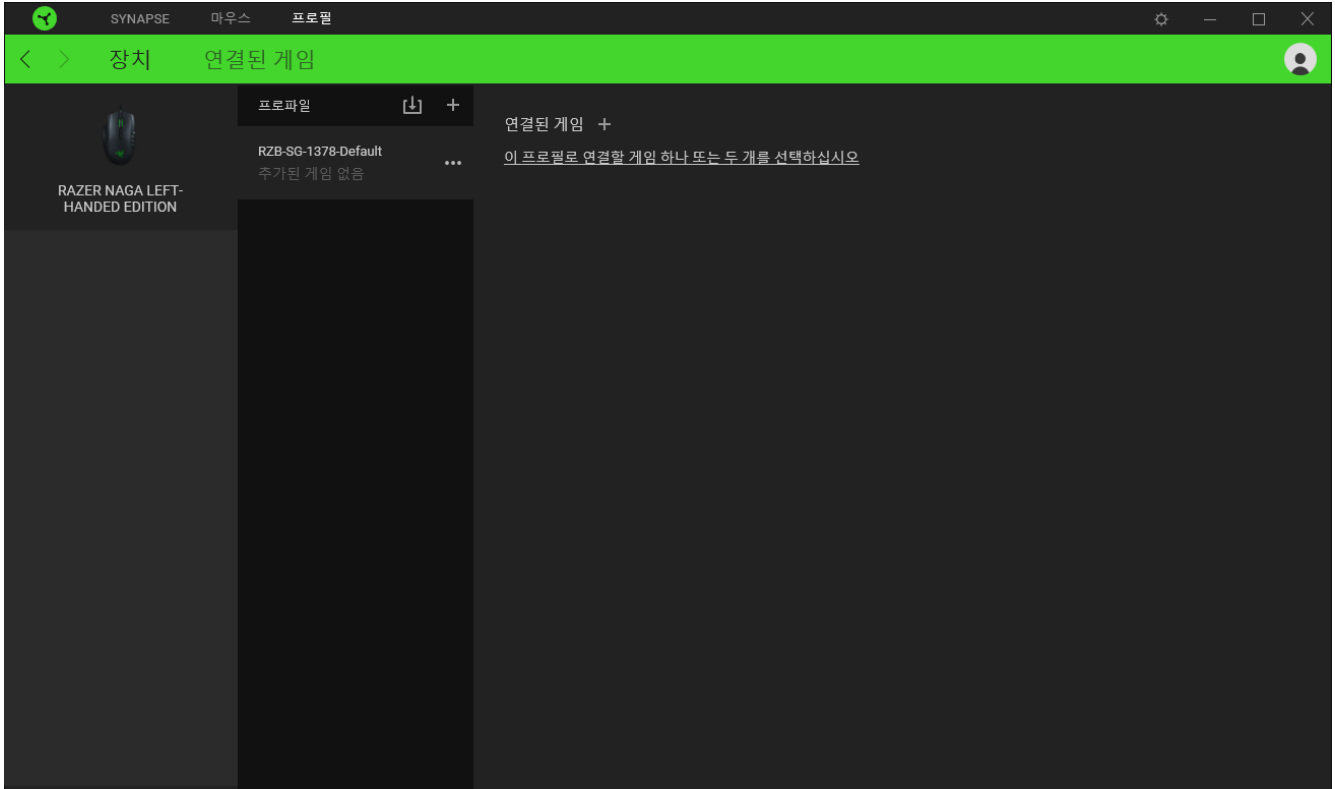 SYNAPSE 마우스 프로필
장치 연결된 게임
RAZER NAGA LEFT-
HANDED EDITION
프로파일
RZB-SG-1378-Default
추가된 게임 없음
연결된 게임 +
이 프로필로 연결할 게임 하나 또는 두 개를 선택하십시오